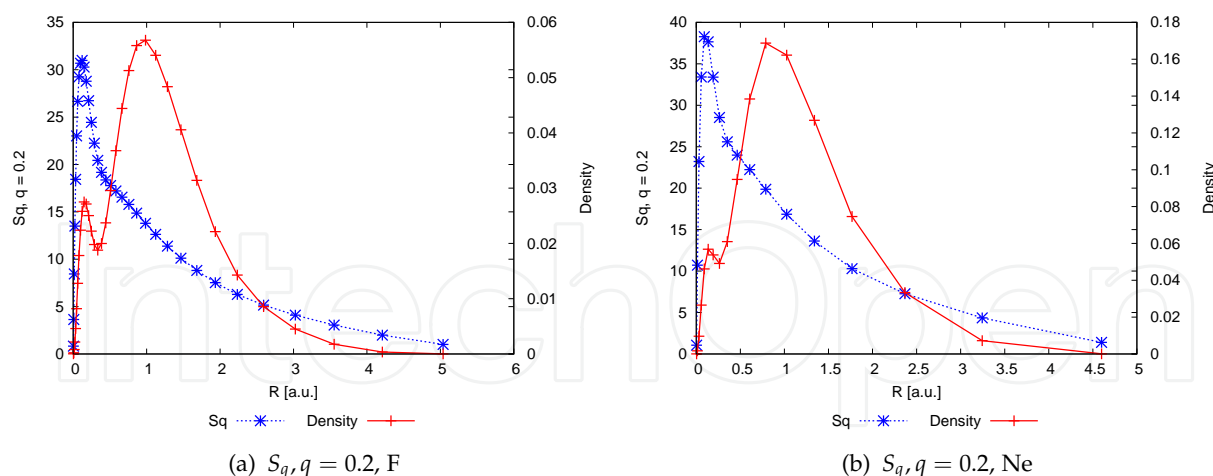 35
30
25
20
15
10
5
0
Sq, q = 0.2
0.06
0.05
0.04
0.03
0.02
0.01
0
Density
0 1 2 3 4 5 6
R [a.u.]
Sq Density
(a) S_q, q = 0.2, F
40
35
30
25
20
15
10
5
0
Sq, q = 0.2
0.18
0.16
0.14
0.12
0.1
0.08
0.06
0.04
0.02
0
Density
0 0.5 1 1.5 2 2.5 3 3.5 4 4.5 5
R [a.u.]
Sq Density
(b) S_q, q = 0.2, Ne
IntechOpen